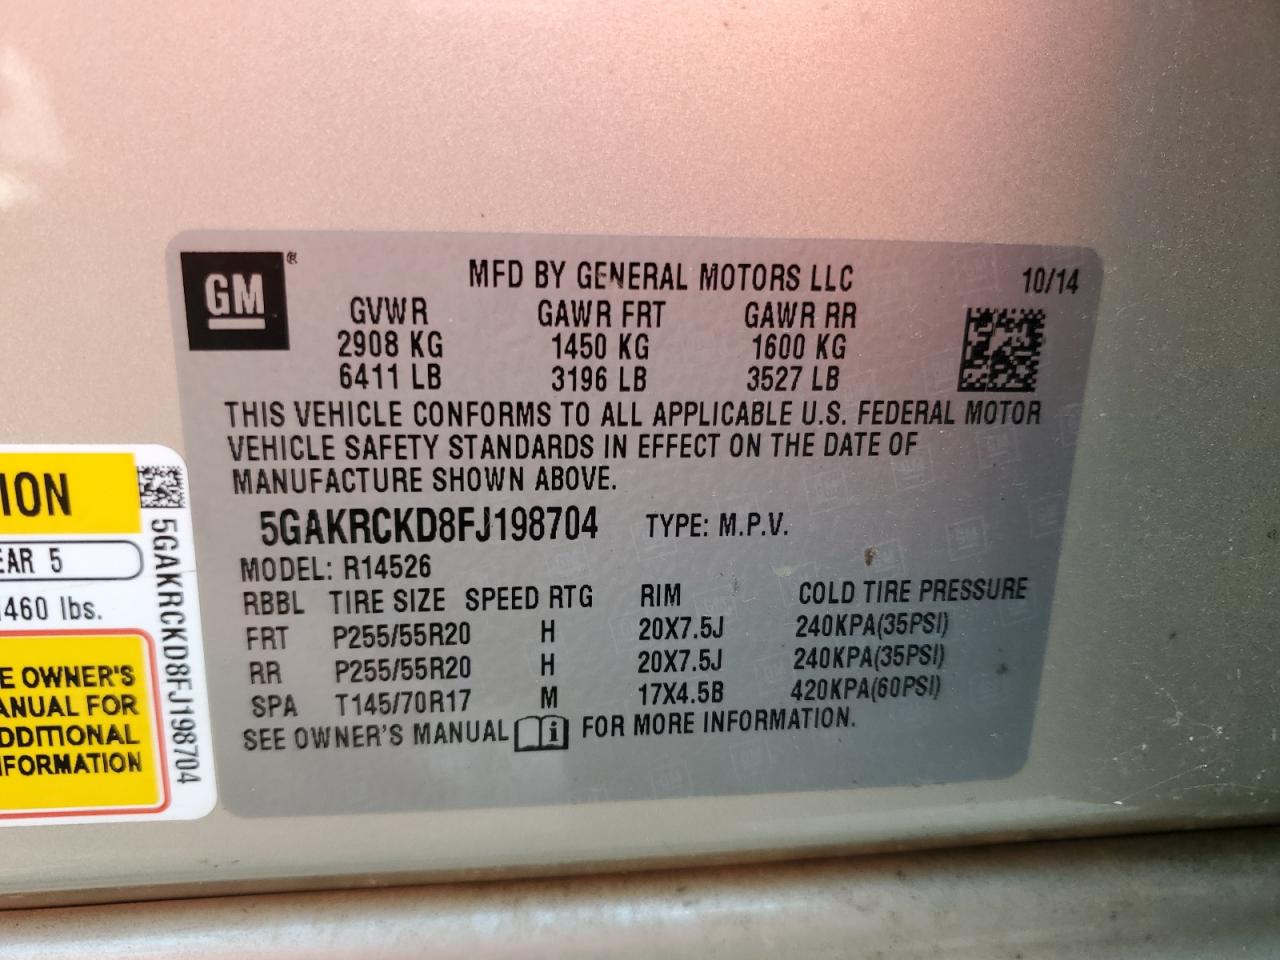 GM ®
MFD BY GENERAL MOTORS LLC 10/14
GVWR GAWR FRT GAWR RR
2908 KG 1450 KG 1600 KG
6411 LB 3196 LB 3527 LB
THIS VEHICLE CONFORMS TO ALL APPLICABLE U.S. FEDERAL MOTOR
VEHICLE SAFETY STANDARDS IN EFFECT ON THE DATE OF
MANUFACTURE SHOWN ABOVE.
5GAKRCKD8FJ198704 TYPE: M.P.V.
MODEL: R14526
RBBL TIRE SIZE SPEED RTG RIM COLD TIRE PRESSURE
FRT P255/55R20 H 20X7.5J 240KPA(35PSI)
RR P255/55R20 H 20X7.5J 240KPA(35PSI)
SPA T145/70R17 M 17X4.5B 420KPA(60PSI)
SEE OWNER'S MANUAL i FOR MORE INFORMATION.
ION
EAR 5
1460 lbs.
E OWNER'S
ANUAL FOR
DDITIONAL
FORMATION
5GAKRCKD8FJ198704